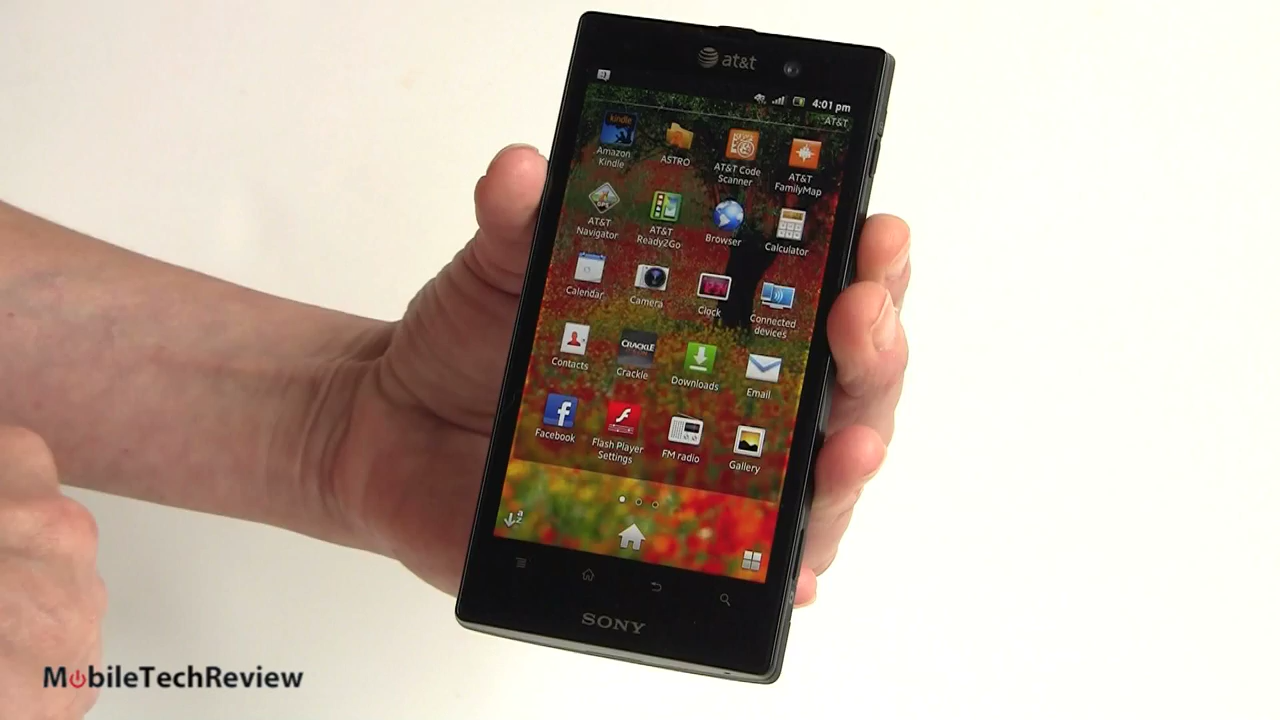 at&t
4:01 pm
AT&T
kindle
Amazon Kindle
ASTRO
AT&T Code Scanner
AT&T FamilyMap
GPS
AT&T Navigator
AT&T Ready2Go
Browser
Calculator
Calendar
Camera
Clock
Connected devices
Contacts
CRACKLE
Crackle
Downloads
Email
Facebook
Flash Player Settings
FM radio
Gallery
SONY
MobileTechReview